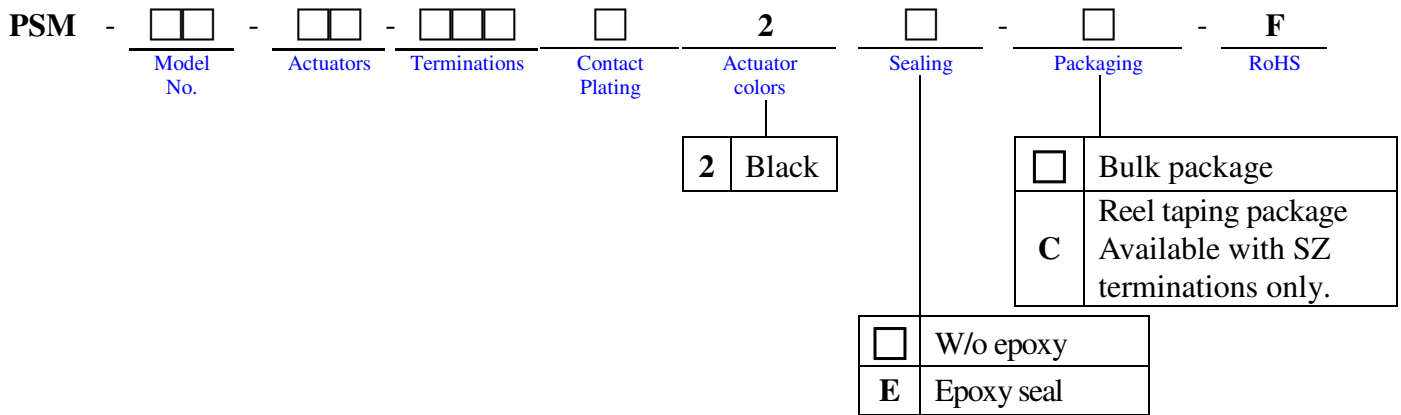 PSM - □□ - □□ - □□□ □ 2 □ - □ - F
Model No. Actuators Terminations Contact Plating Actuator colors Sealing Packaging RoHS
2 Black
□ Bulk package
C Reel taping package
Available with SZ
terminations only.
□ W/o epoxy
E Epoxy seal